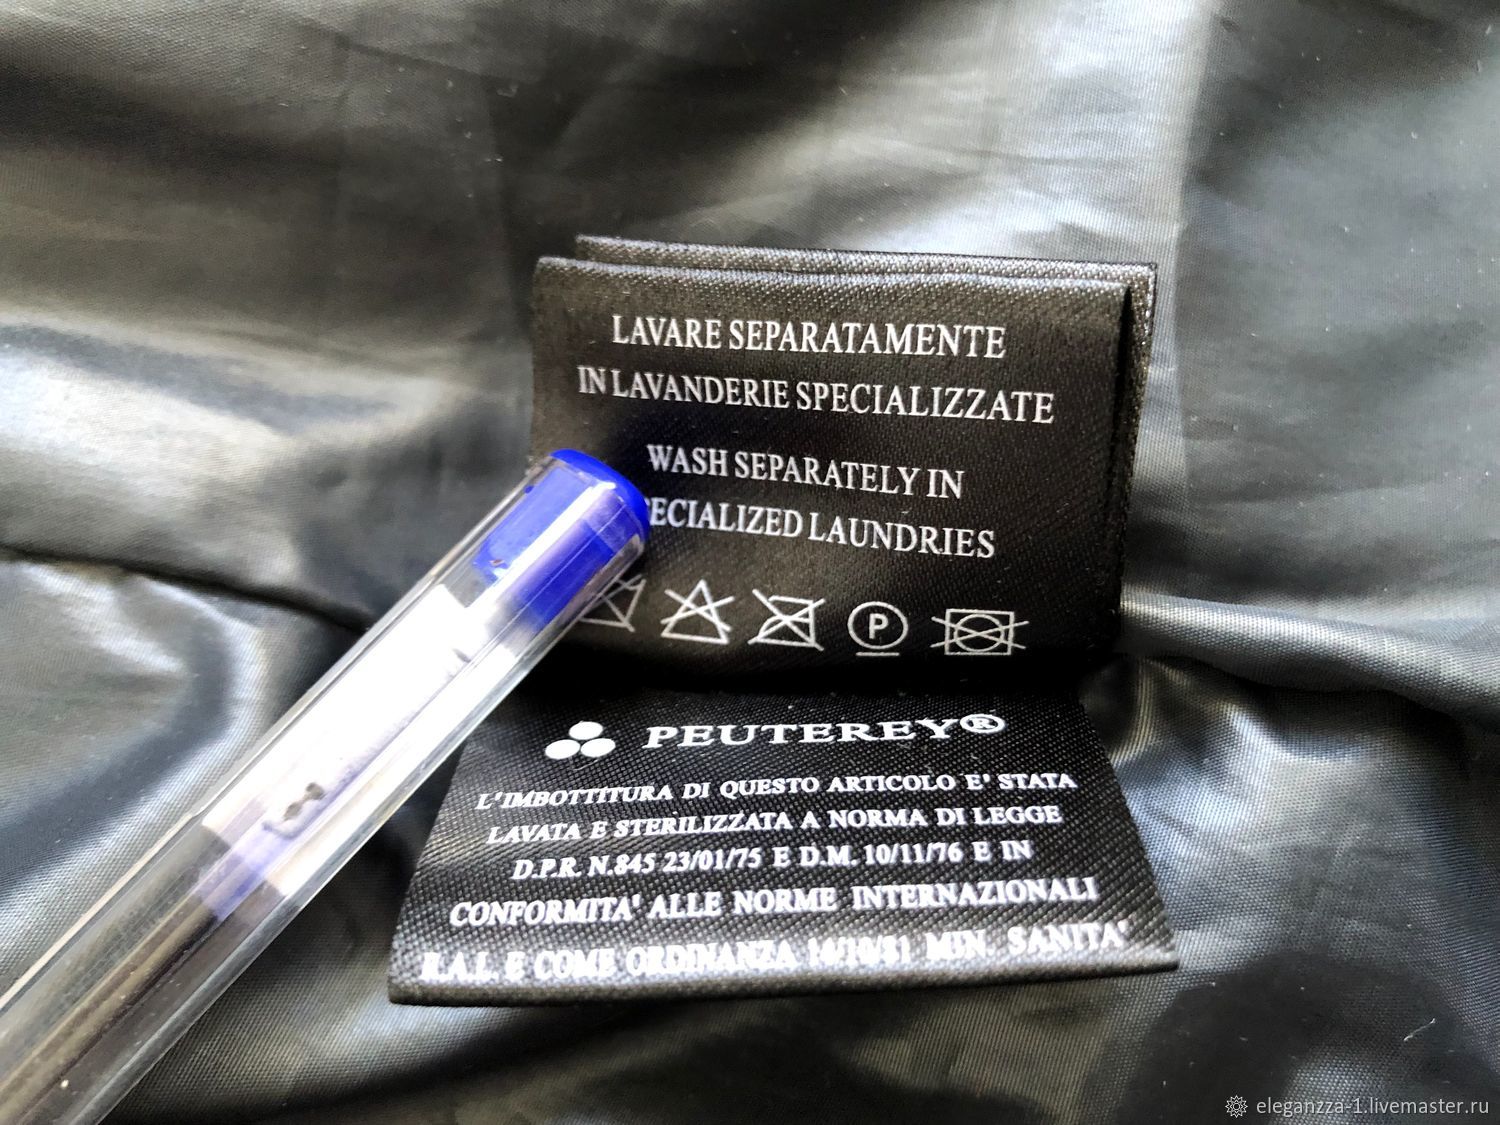 LAVARE SEPARATAMENTE
IN LAVANDERIE SPECIALIZZATE
WASH SEPARATELY IN
ECIALIZED LAUNDRIES
P
PEUTEREY®
L'IMBOTTITURA DI QUESTO ARTICOLO E' STATA
LAVATA E STERILIZZATA A NORMA DI LEGGE
D.P.R. N.845 23/01/75 E D.M. 10/11/76 E IN
CONFORMITA' ALLE NORME INTERNAZIONALI
E COME ORDINANZA MIN. SANITA'
eleganzza-1.livemaster.ru